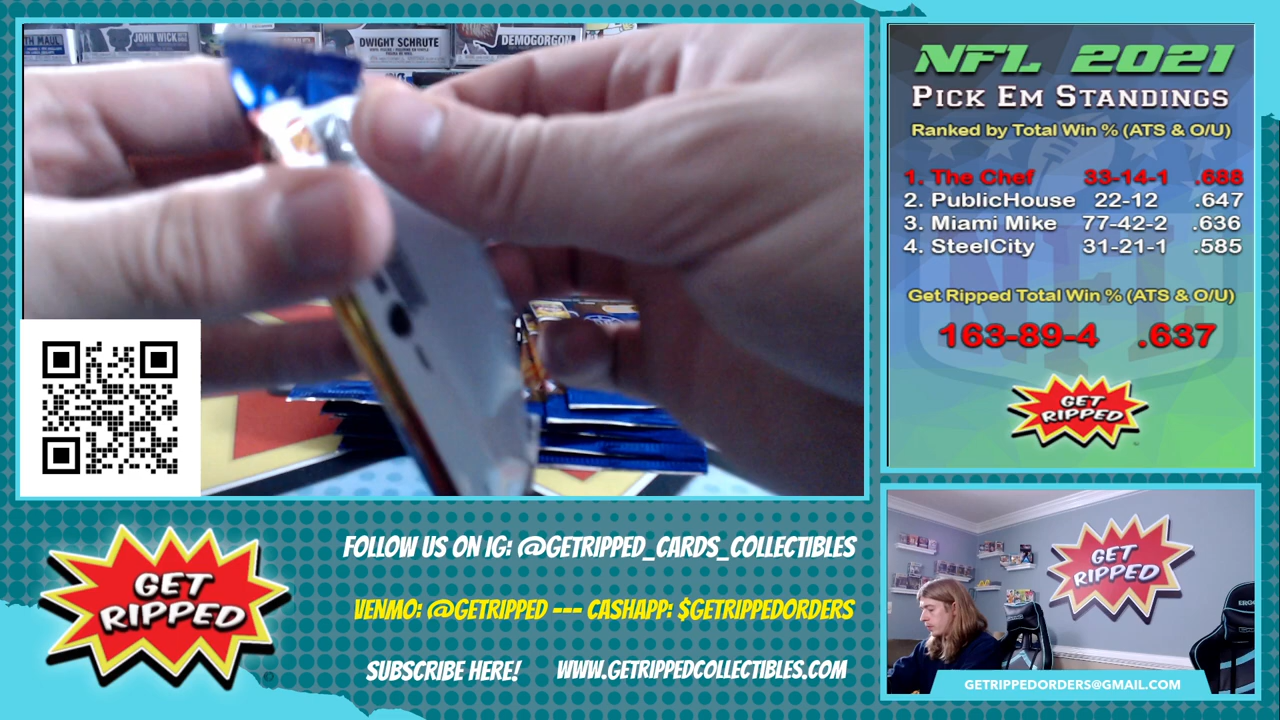 TH MAUL
JOHN WICK
DWIGHT SCHRUTE
DEMOGORGON
NFL 2021
PICK EM STANDINGS
Ranked by Total Win % (ATS & O/U)
1. The Chef 33-14-1 .688
2. PublicHouse 22-12 .647
3. Miami Mike 77-42-2 .636
4. SteelCity 31-21-1 .585
Get Ripped Total Win % (ATS & O/U)
163-89-4 .637
GET
RIPPED
GET
RIPPED
FOLLOW US ON IG: @GETRIPPED_CARDS_COLLECTIBLES
VENMO: @GETRIPPED --- CASHAPP: $GETRIPPEDORDERS
SUBSCRIBE HERE! WWW.GETRIPPEDCOLLECTIBLES.COM
GET
RIPPED
GETRIPPEDORDERS@GMAIL.COM